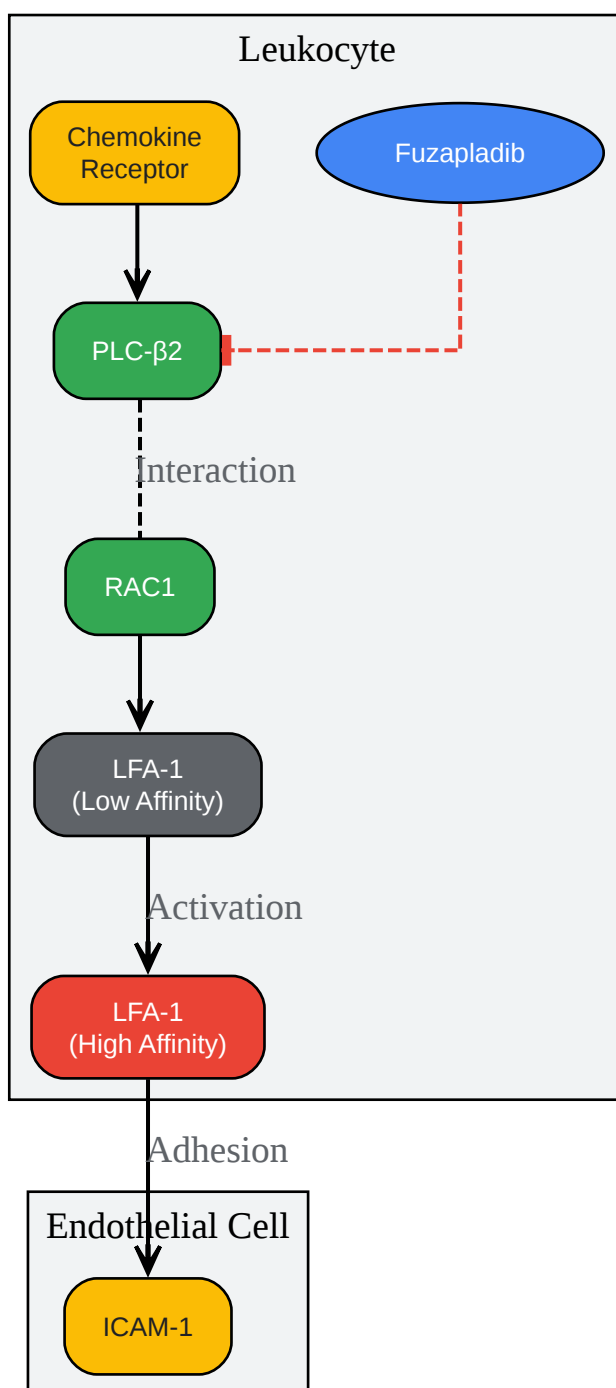 Leukocyte
Chemokine
Receptor
Fuzapladib
PLC-β2
Interaction
RAC1
LFA-1
(Low Affinity)
Activation
LFA-1
(High Affinity)
Adhesion
Endothelial Cell
ICAM-1